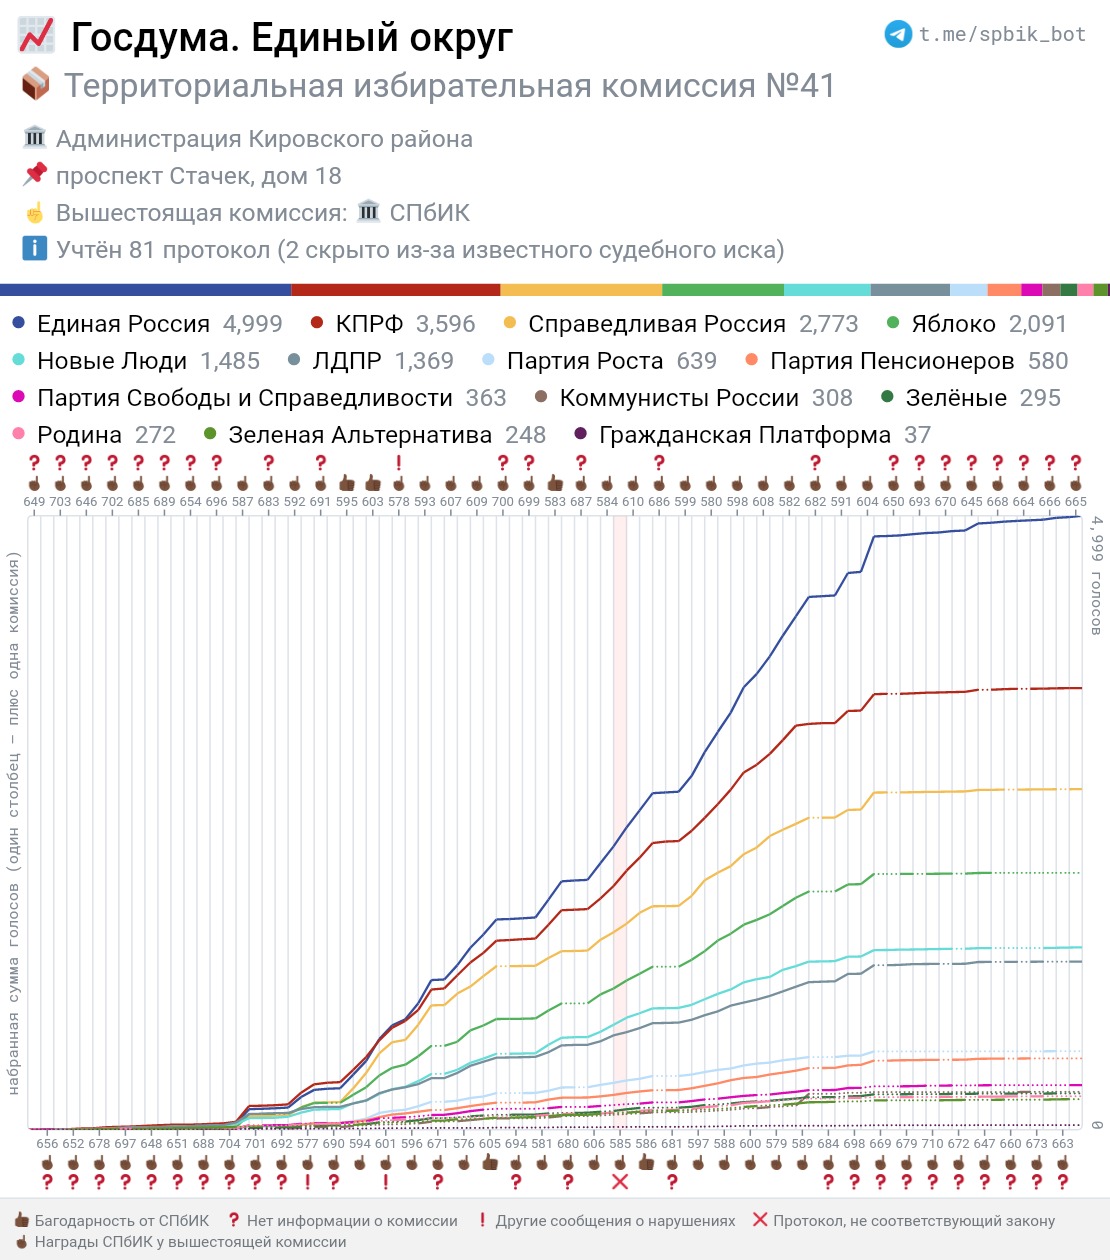 Госдума. Единый округ
t.me/spbik_bot
Территориальная избирательная комиссия №41
Администрация Кировского района
проспект Стачек, дом 18
Вышестоящая комиссия: СПбИК
Учтён 81 протокол (2 скрыто из-за известного судебного иска)
Единая Россия 4,999 КПРФ 3,596 Справедливая Россия 2,773 Яблоко 2,091
Новые Люди 1,485 ЛДПР 1,369 Партия Роста 639 Партия Пенсионеров 580
Партия Свободы и Справедливости 363 Коммунисты России 308 Зелёные 295
Родина 272 Зеленая Альтернатива 248 Гражданская Платформа 37
649 703 646 702 685 689 654 696 587 683 592 691 595 603 578 593 607 609 700 699 583 687 584 610 686 599 580 598 608 582 682 591 604 650 693 670 645 668 664 666 665
4,999 голосов
набранная сумма голосов (один столбец — плюс одна комиссия)
0
656 652 678 697 648 651 688 704 701 692 577 690 594 601 596 671 576 605 694 581 680 606 585 586 681 597 588 600 579 589 684 698 669 679 710 672 647 660 673 663
Багодарность от СПбИК ? Нет информации о комиссии ! Другие сообщения о нарушениях Протокол, не соответствующий закону
Награды СПбИК у вышестоящей комиссии